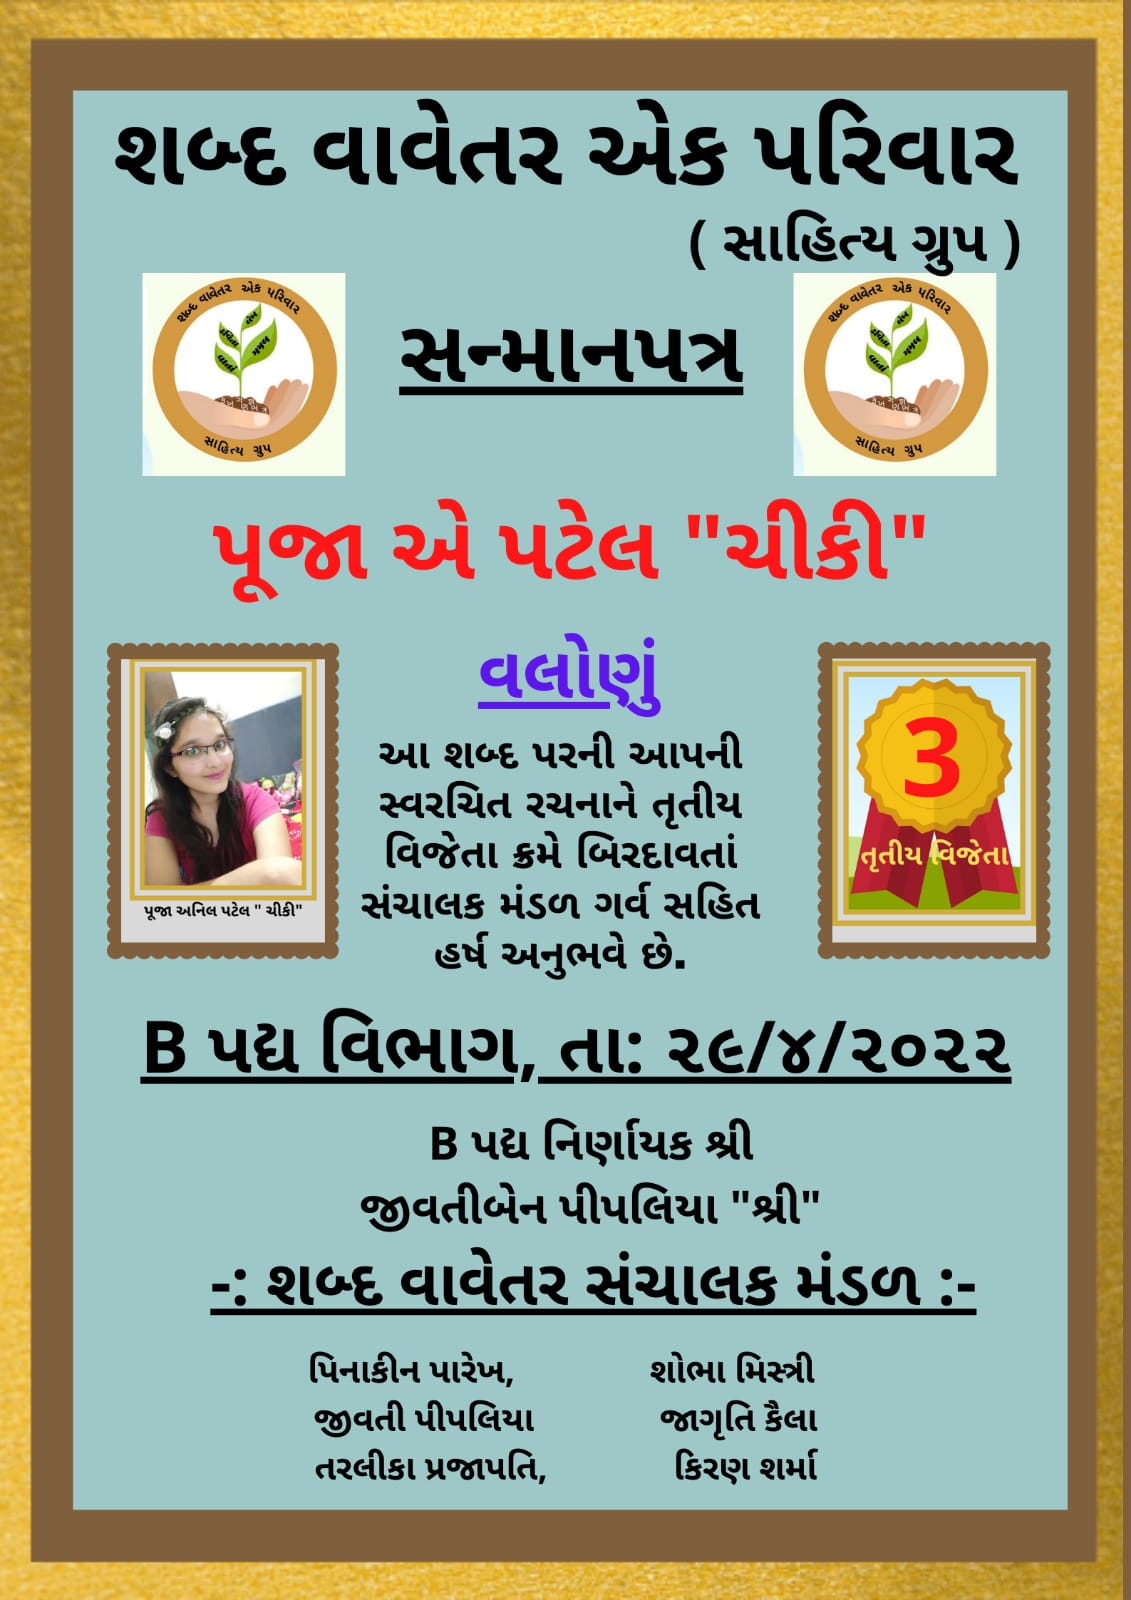 શબ્દ વાવેતર એક પરિવાર
( સાહિત્ય ગ્રુપ )
શબ્દ વાવેતર એક પરિવાર
સાહિત્ય ગ્રુપ
સન્માનપત્ર
શબ્દ વાવેતર એક પરિવાર
સાહિત્ય ગ્રુપ
પૂજા એ પટેલ "ચીકી"
વલોણું
પૂજા અનિલ પટેલ " ચીકી"
આ શબ્દ પરની આપની
સ્વરચિત રચનાને તૃતીય
વિજેતા ક્રમે બિરદાવતાં
સંચાલક મંડળ ગર્વ સહિત
હર્ષ અનુભવે છે.
3
તૃતીય વિજેતા
B પદ્ય વિભાગ, તા: ૨૯/૪/૨૦૨૨
B પદ્ય નિર્ણાયક શ્રી
જીવતીબેન પીપલિયા "શ્રી"
-: શબ્દ વાવેતર સંચાલક મંડળ :-
પિનાકીન પારેખ, શોભા મિસ્ત્રી
જીવતી પીપલિયા જાગૃતિ કૈલા
તરલીકા પ્રજાપતિ, કિરણ શર્મા